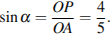 sin α = OP/OA = 4/5.